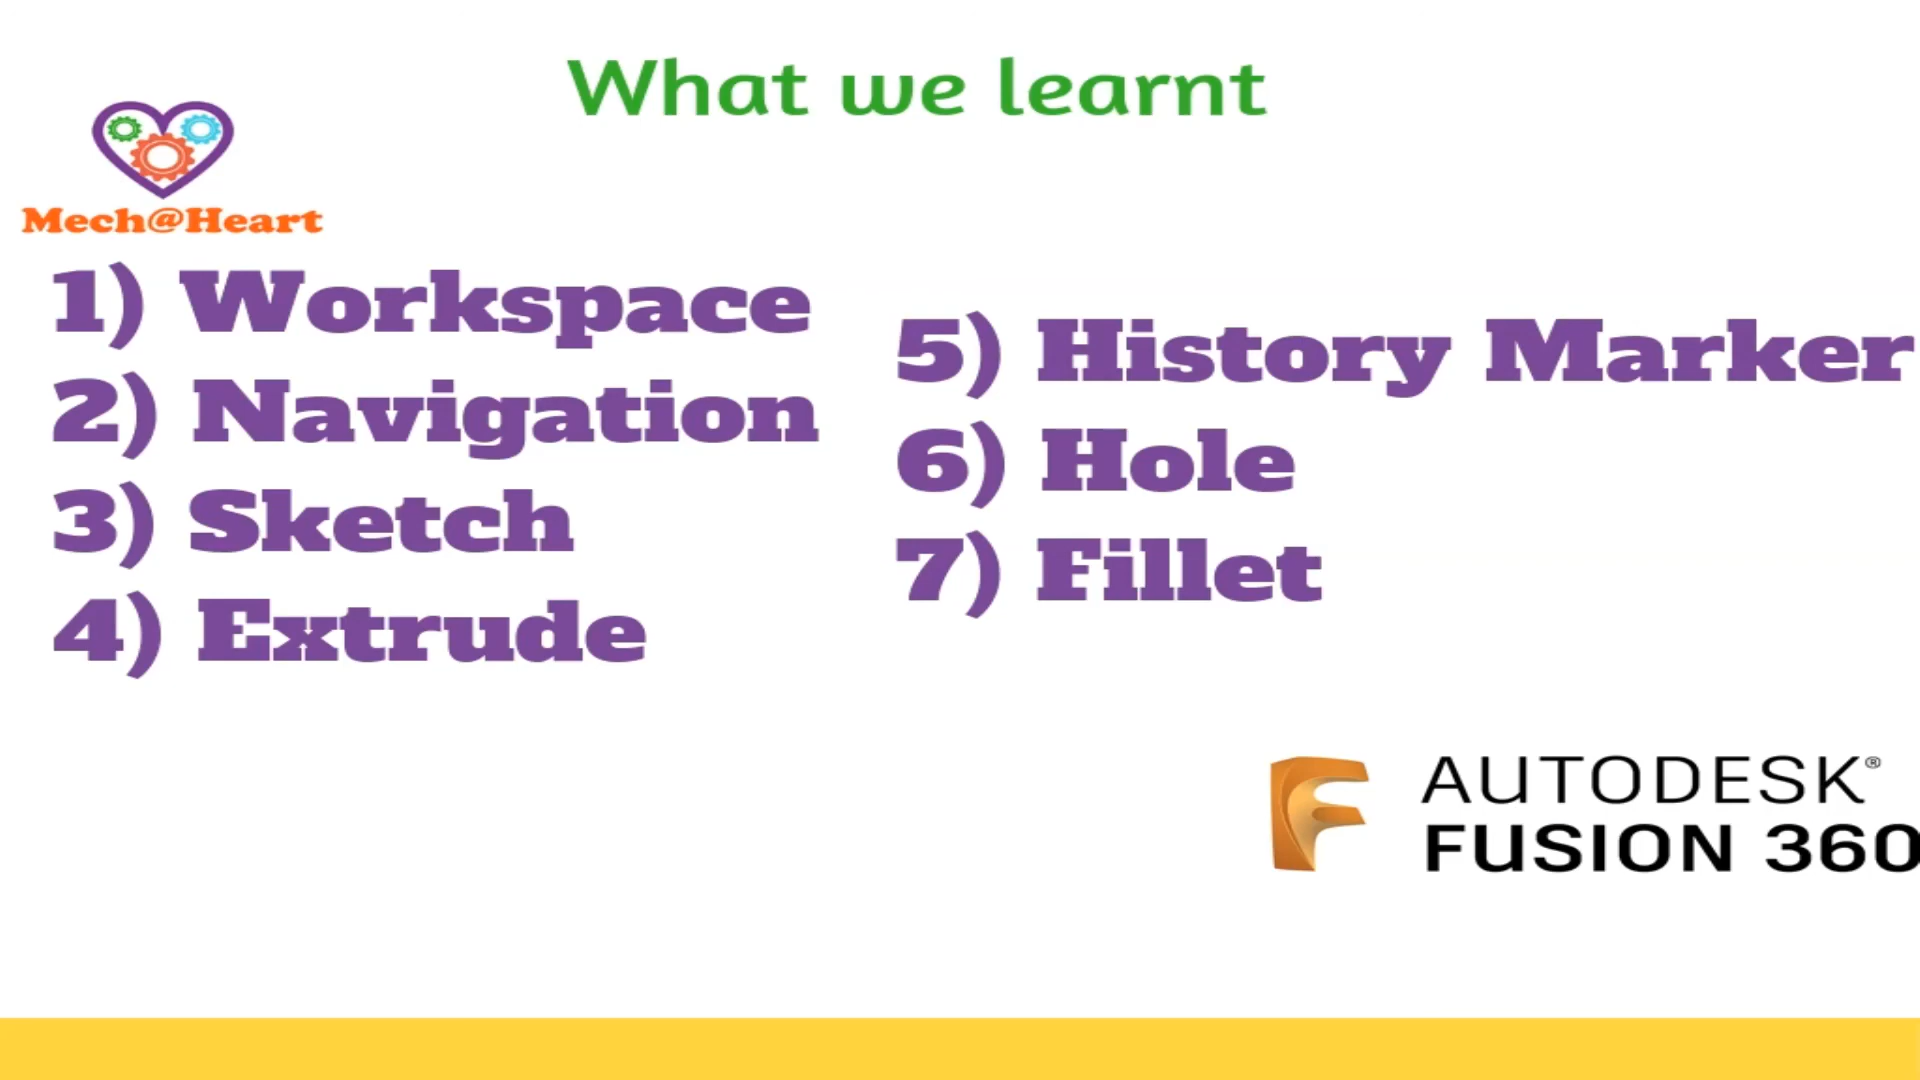 What we learnt
Mech@Heart
1) Workspace
2) Navigation
3) Sketch
4) Extrude
5) History Marker
6) Hole
7) Fillet
AUTODESK®
FUSION 360